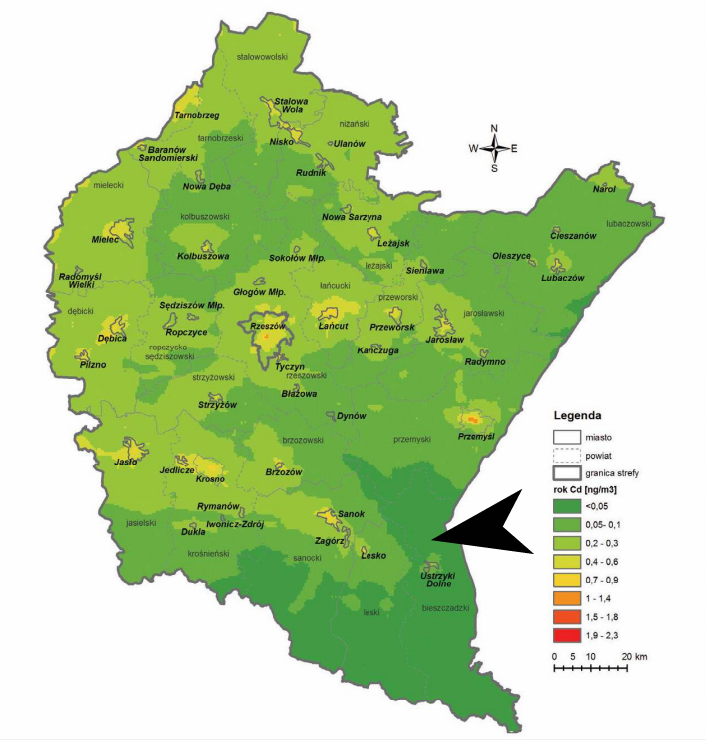 stalowowolski
Stalowa
Wola
Tarnobrzeg
niżański
tarnobrzeski
Nisko
Ulanów
Baranów
Sandomierski
Rudnik
mielecki
Nowa Dęba
Narol
kolbuszowski
Nowa Sarzyna
lubaczowski
Mielec
Cieszanów
Leżajsk
Kolbuszowa
Sokołów Młp.
Oleszyce
leżajski
Sieniawa
Lubaczów
Radomyśl
Wielki
Głogów Młp.
łańcucki
przeworski
dębicki
Sędziszów Młp.
jarosławski
Ropczyce
Rzeszów
Łańcut
Przeworsk
Dębica
Jarosław
ropczycko
sędziszowski
Kańczuga
Pilzno
Tyczyn
Radymno
strzyżowski
rzeszowski
Błażowa
Strzyżów
Dynów
Przemyśl
brzozowski
przemyski
Jasło
Jedlicze
Krosno
Brzozów
Rymanów
Sanok
jasielski
Iwonicz-Zdrój
Dukla
Zagórz
krośnieński
sanocki
Lesko
Ustrzyki
Dolne
leski
bieszczadzki
N
W
E
S
Legenda
miasto
powiat
granica strefy
rok Cd [ng/m3]
<0,05
0,05- 0,1
0,2 - 0,3
0,4 - 0,6
0,7 - 0,9
1 - 1,4
1,5 - 1,8
1,9 - 2,3
0 5 10 20 km